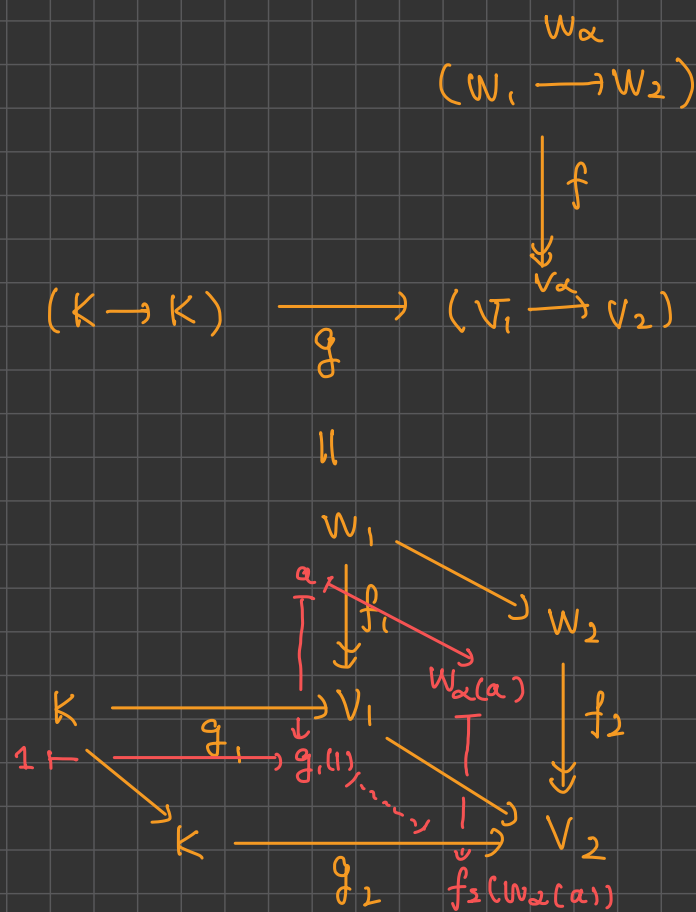 Wα
(W₁ → W₂)
f
Vα
(K → K) → (V₁ → V₂)
g
||
W₁
a
f₁
W₂
Wα(a)
K → V₁
f₂
g₁
1 ↦ g₁(1)
K → V₂
g₂
f₂(Wα(a))